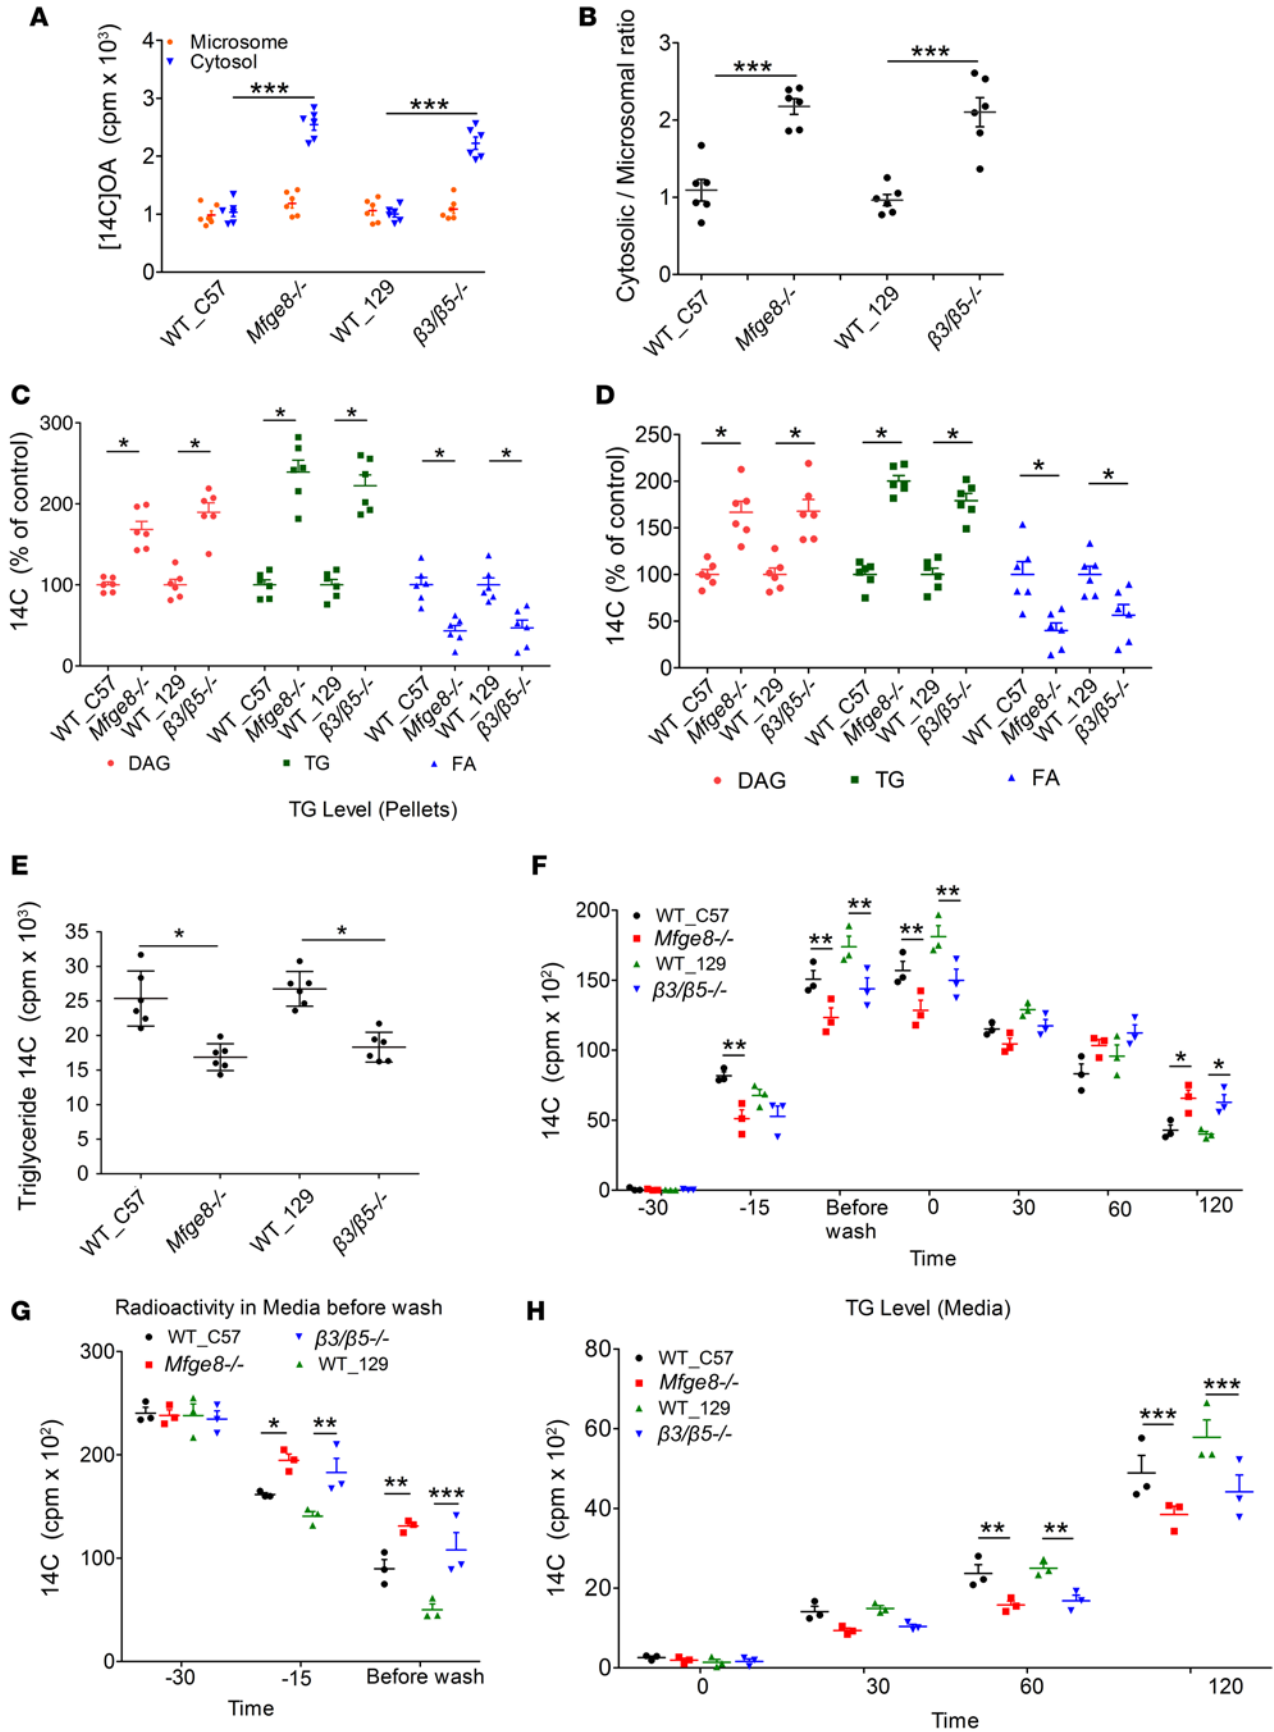 A
[14C]OA (cpm x 10³)
4
3
2
1
0
Microsome
Cytosol
***
***
WT_C57
Mfge8-/-
WT_129
β3/β5-/-
B
Cytosolic / Microsomal ratio
3
2
1
0
***
***
WT_C57
Mfge8-/-
WT_129
β3/β5-/-
C
14C (% of control)
300
200
100
0
*
*
*
*
*
*
WT_C57
Mfge8-/-
WT_129
β3/β5-/-
WT_C57
Mfge8-/-
WT_129
β3/β5-/-
WT_C57
Mfge8-/-
WT_129
β3/β5-/-
DAG
TG
FA
D
14C (% of control)
250
200
150
100
50
0
*
*
*
*
*
*
WT_C57
Mfge8-/-
WT_129
β3/β5-/-
WT_C57
Mfge8-/-
WT_129
β3/β5-/-
WT_C57
Mfge8-/-
WT_129
β3/β5-/-
DAG
TG
FA
TG Level (Pellets)
E
Triglyceride 14C (cpm x 10³)
35
30
25
20
15
10
5
0
*
*
WT_C57
Mfge8-/-
WT_129
β3/β5-/-
F
14C (cpm x 10²)
200
150
100
50
0
WT_C57
Mfge8-/-
WT_129
β3/β5-/-
**
**
**
**
**
*
*
-30
-15
Before
wash
0
30
60
120
Time
G
Radioactivity in Media before wash
WT_C57
β3/β5-/-
Mfge8-/-
WT_129
14C (cpm x 10²)
300
200
100
0
*
**
**
***
-30
-15
Before wash
Time
H
TG Level (Media)
14C (cpm x 10²)
80
60
40
20
0
WT_C57
Mfge8-/-
WT_129
β3/β5-/-
**
**
***
***
0
30
60
120
Time